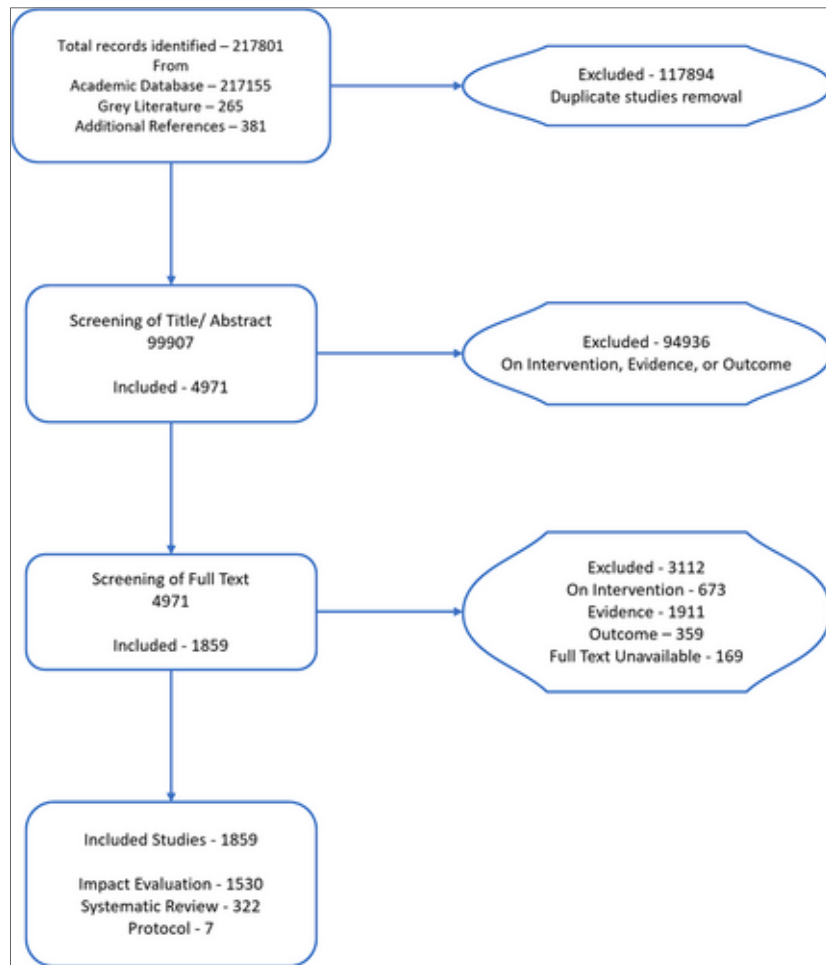 Total records identified – 217801
From
Academic Database – 217155
Grey Literature – 265
Additional References – 381
Excluded - 117894
Duplicate studies removal
Screening of Title/ Abstract
99907
Included - 4971
Excluded - 94936
On Intervention, Evidence, or Outcome
Screening of Full Text
4971
Included - 1859
Excluded - 3112
On Intervention - 673
Evidence - 1911
Outcome – 359
Full Text Unavailable - 169
Included Studies - 1859
Impact Evaluation - 1530
Systematic Review - 322
Protocol - 7